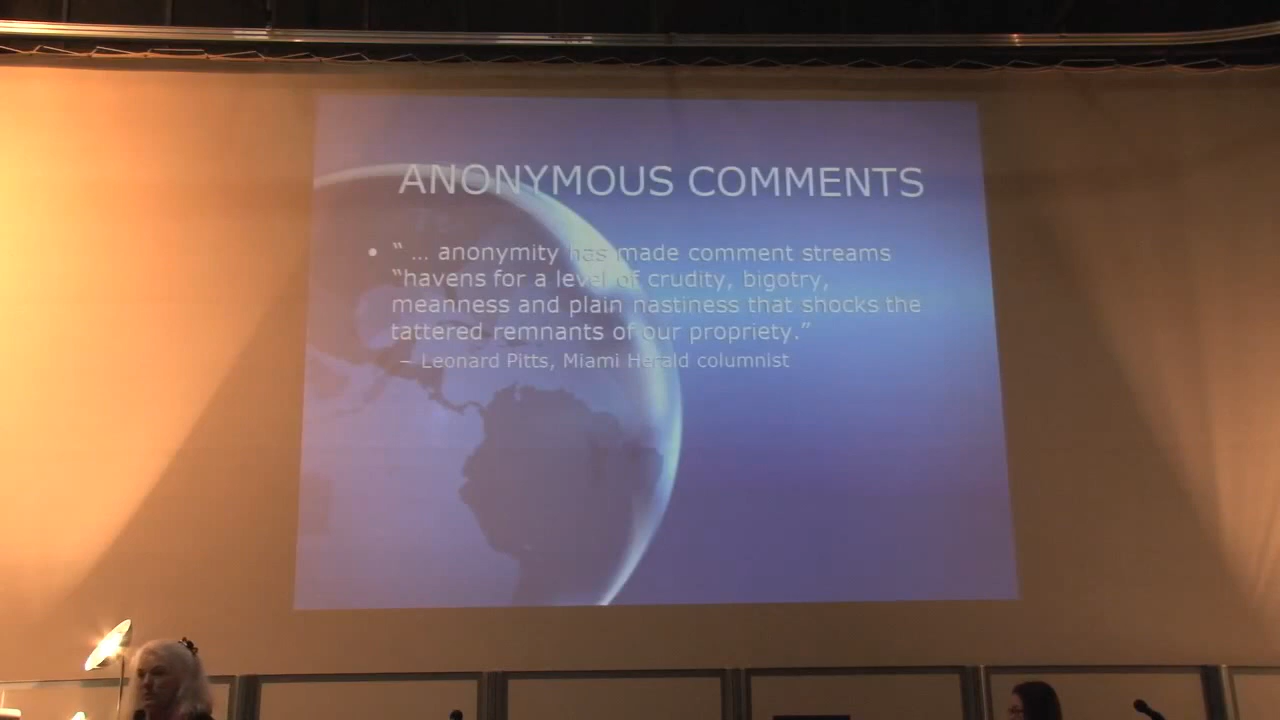 ANONYMOUS COMMENTS
• “ … anonymity has made comment streams
“havens for a level of crudity, bigotry,
meanness and plain nastiness that shocks the
tattered remnants of our propriety.”
– Leonard Pitts, Miami Herald columnist